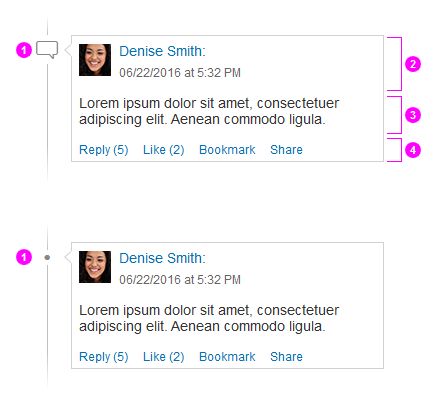 1
Denise Smith:
06/22/2016 at 5:32 PM
2
Lorem ipsum dolor sit amet, consectetuer
adipiscing elit. Aenean commodo ligula.
3
Reply (5) Like (2) Bookmark Share
4
1
Denise Smith:
06/22/2016 at 5:32 PM
Lorem ipsum dolor sit amet, consectetuer
adipiscing elit. Aenean commodo ligula.
Reply (5) Like (2) Bookmark Share